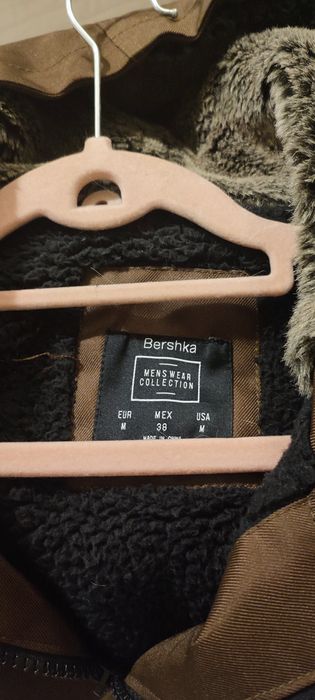 Bershka
MENSWEAR
COLLECTION
EUR MEX USA
M 38 M
MADE IN CHINA